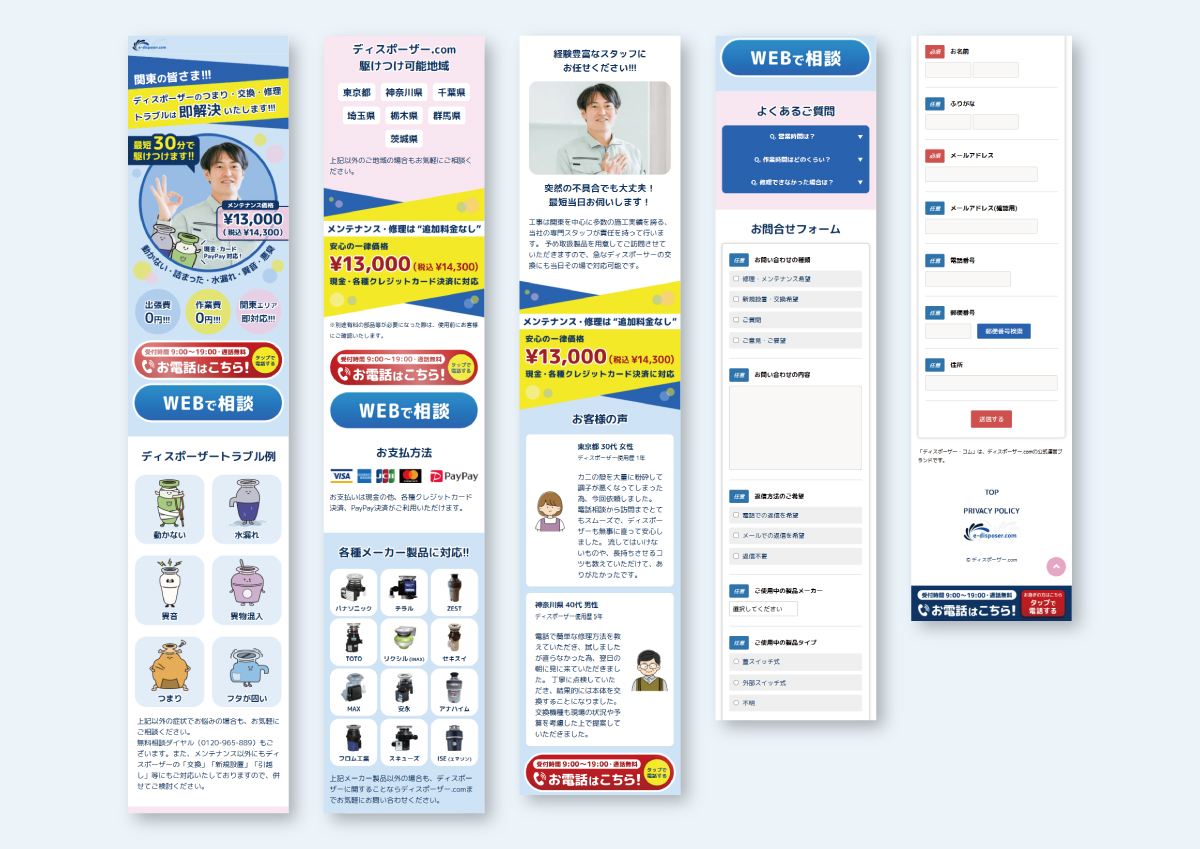 e-disposer.com
関東の皆さま!!!
ディスポーザーのつまり・交換・修理
トラブルは即解決いたします!!!
最短30分で
駆けつけます!!
メンテナンス価格
¥13,000
(税込 ¥14,300)
現金・カード
PayPay対応！
動かない・詰まった・水漏れ・異音・悪臭
出張費
0円!!!
作業費
0円!!!
関東エリア
即対応!!!
受付時間 9:00〜19:00・通話無料
お電話はこちら!
タップで
電話する
WEBで相談
ディスポーザートラブル例
動かない
水漏れ
異音
異物混入
つまり
フタが固い
上記以外の症状でお悩みの場合も、お気軽に
ご相談ください。
無料相談ダイヤル（0120-965-889）もご
ざいます。また、メンテナンス以外にもディ
スポーザーの「交換」「新規設置」「引越
し」等にもご対応いたしておりますので、併
せてご検討ください。
ディスポーザー.com
駆けつけ可能地域
東京都
神奈川県
千葉県
埼玉県
栃木県
群馬県
茨城県
上記以外のご地域の場合もお気軽にご相談く
ださい。
メンテナンス・修理は“追加料金なし”
安心の一律価格
¥13,000(税込 ¥14,300)
現金・各種クレジットカード決済に対応
※別途有料の部品等が必要になった際は、使用前にお客様
にご確認いたします。
受付時間 9:00〜19:00・通話無料
お電話はこちら!
タップで
電話する
WEBで相談
お支払方法
VISA
JCB
PayPay
お支払いは現金の他、各種クレジットカード
決済、PayPay決済がご利用いただけます。
各種メーカー製品に対応!!
パナソニック
テラル
ZEST
TOTO
リクシル(INAX)
セキスイ
MAX
安永
アナハイム
フロム工業
スキューズ
ISE (エマソン)
上記メーカー製品以外の場合も、ディスポー
ザーに関することならディスポーザー.comま
でお気軽にお問い合わせください。
経験豊富なスタッフに
お任せください!!!
突然の不具合でも大丈夫！
最短当日お伺いします！
工事は関東を中心に多数の施工実績を誇る、
当社の専門スタッフが責任を持って行いま
す。 予め取扱製品を用意してご訪問させて
いただきますので、急なディスポーザーの交
換にも当日その場で対応可能です。
メンテナンス・修理は“追加料金なし”
安心の一律価格
¥13,000(税込 ¥14,300)
現金・各種クレジットカード決済に対応
お客様の声
東京都 30代 女性
ディスポーザー使用歴 1年
カニの殻を大量に粉砕して
調子が悪くなってしまった
為、今回依頼しました。
電話相談から訪問までとて
もスムーズで、ディスポー
ザーも無事に直って安心し
ました。 流してはいけな
いものや、長持ちさせるコ
ツも教えていただけて、あ
りがたかったです。
神奈川県 40代 男性
ディスポーザー使用歴 5年
電話で簡単な修理方法を教
えていただき、試しました
が直らなかった為、翌日の
朝に見に来ていただきまし
た。 丁寧に点検していた
だき、結果的には本体を交
換することになりました。
交換機種も現場の状況や予
算を考慮した上で提案して
いただきました。
受付時間 9:00〜19:00・通話無料
お電話はこちら!
タップで
電話する
WEBで相談
よくあるご質問
Q. 営業時間は？ ▼
Q. 作業時間はどのくらい？ ▼
Q. 修理できなかった場合は？ ▼
お問合せフォーム
任意 お問い合わせの種類
修理・メンテナンス希望
新規設置・交換希望
ご質問
ご意見・ご要望
任意 お問い合わせの内容
任意 返信方法のご希望
電話での返信を希望
メールでの返信を希望
返信不要
任意 ご使用中の製品メーカー
選択してください
任意 ご使用中の製品タイプ
蓋スイッチ式
外部スイッチ式
不明
必須 お名前
任意 ふりがな
必須 メールアドレス
任意 メールアドレス(確認用)
任意 電話番号
任意 郵便番号
郵便番号検索
任意 住所
送信する
「ディスポーザー・コム」は、ディスポーザー.comの公式運営ブ
ランドです。
TOP
PRIVACY POLICY
e-disposer.com
© ディスポーザー.com
受付時間 9:00〜19:00・通話無料
お電話はこちら!
お急ぎの方はこちら
タップで
電話する